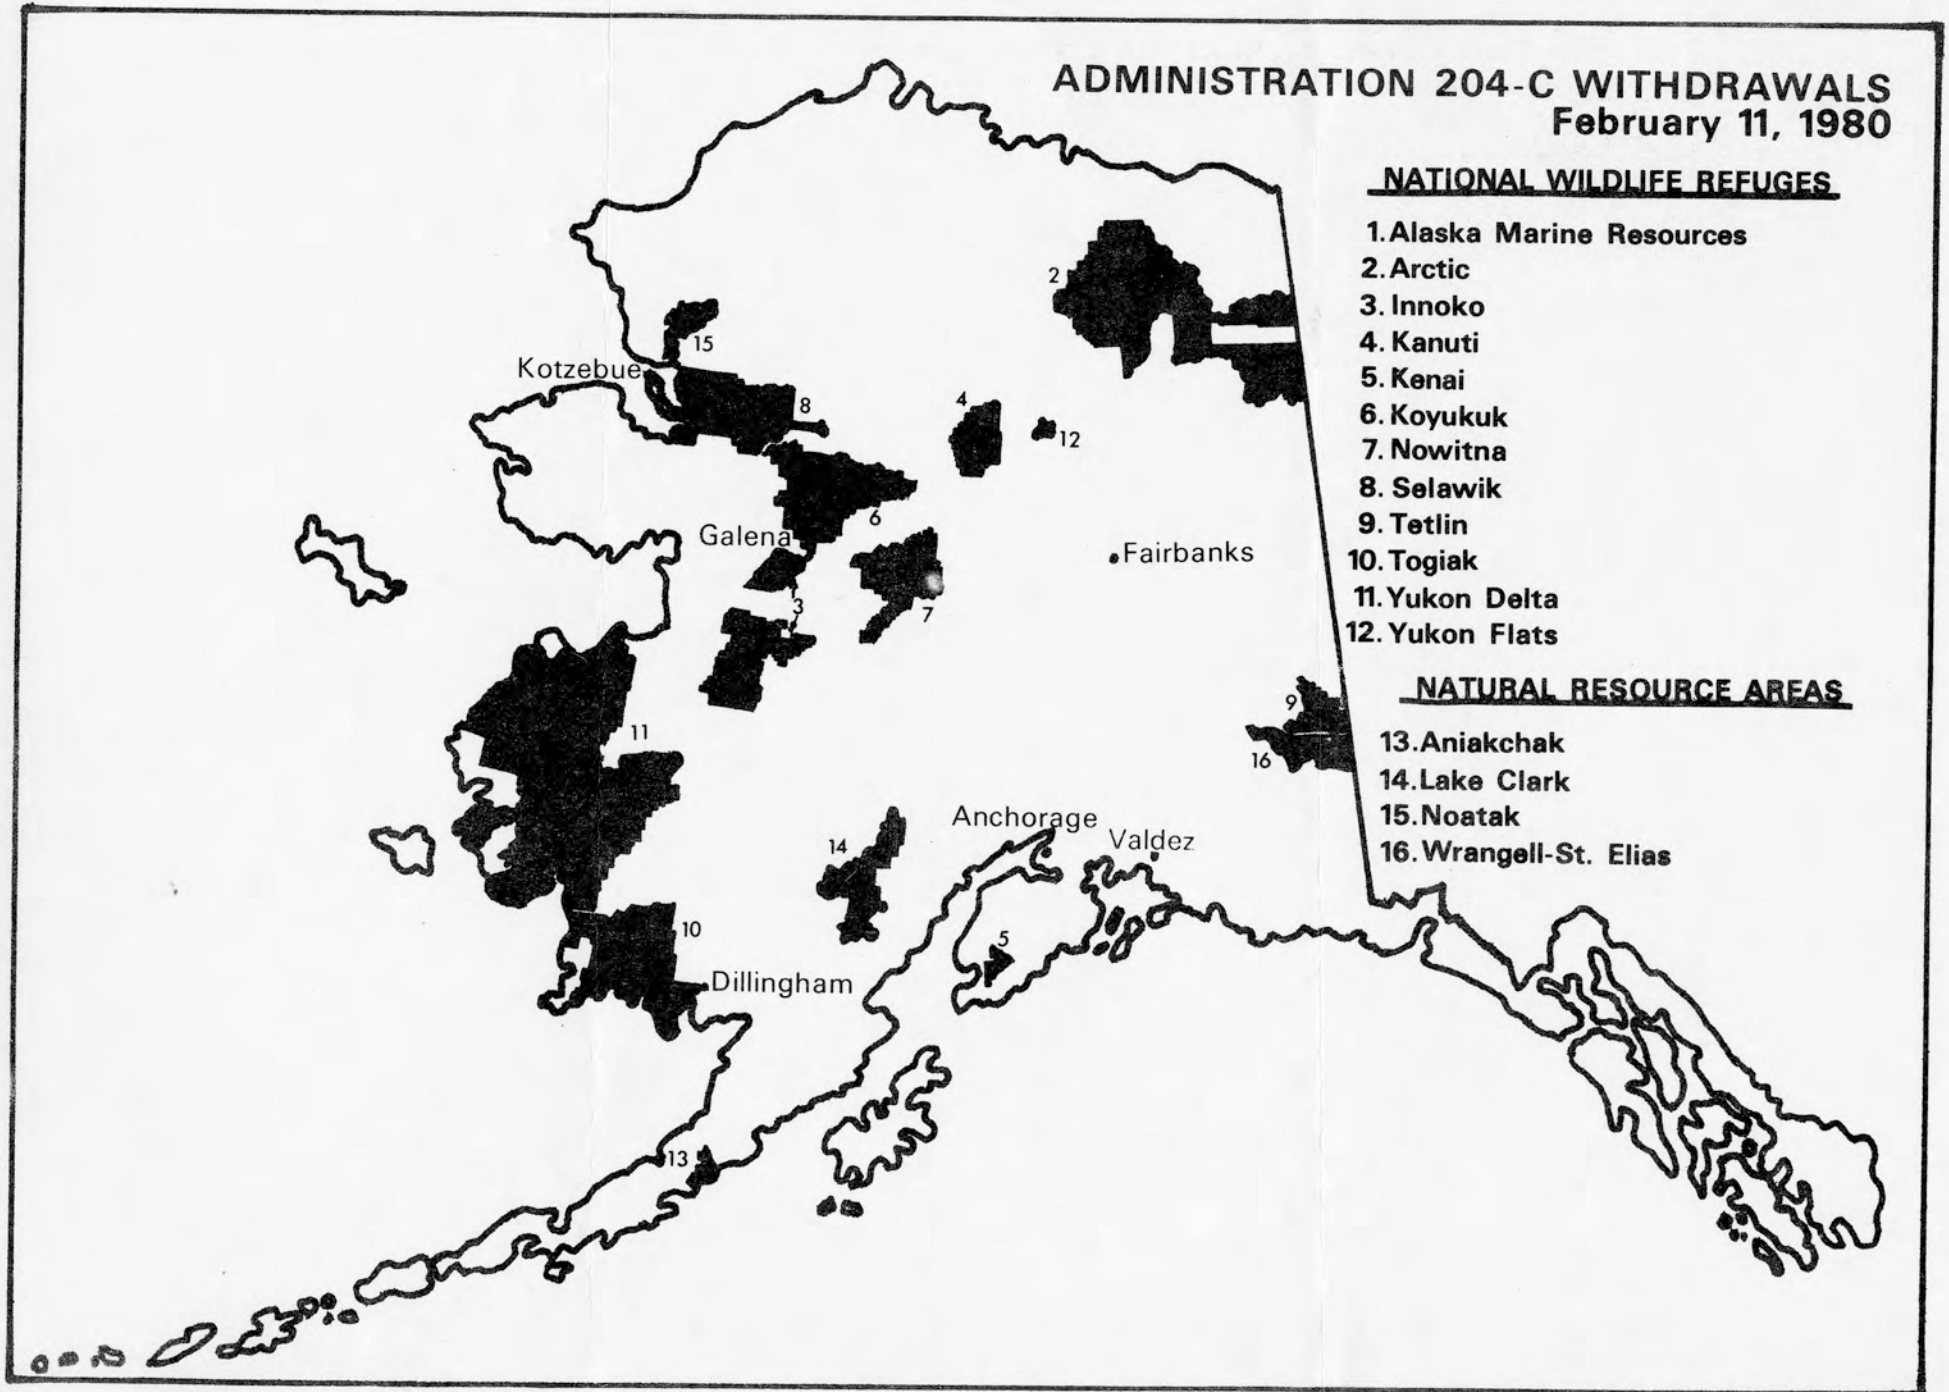 ADMINISTRATION 204-C WITHDRAWALS
February 11, 1980
NATIONAL WILDLIFE REFUGES
1. Alaska Marine Resources
2. Arctic
3. Innoko
4. Kanuti
5. Kenai
6. Koyukuk
7. Nowitna
8. Selawik
9. Tetlin
10. Togiak
11. Yukon Delta
12. Yukon Flats
NATURAL RESOURCE AREAS
13. Aniakchak
14. Lake Clark
15. Noatak
16. Wrangell-St. Elias
2
15
Kotzebue
8
4
12
6
Galena
Fairbanks
3
7
9
11
16
Anchorage
Valdez
14
10
5
Dillingham
13